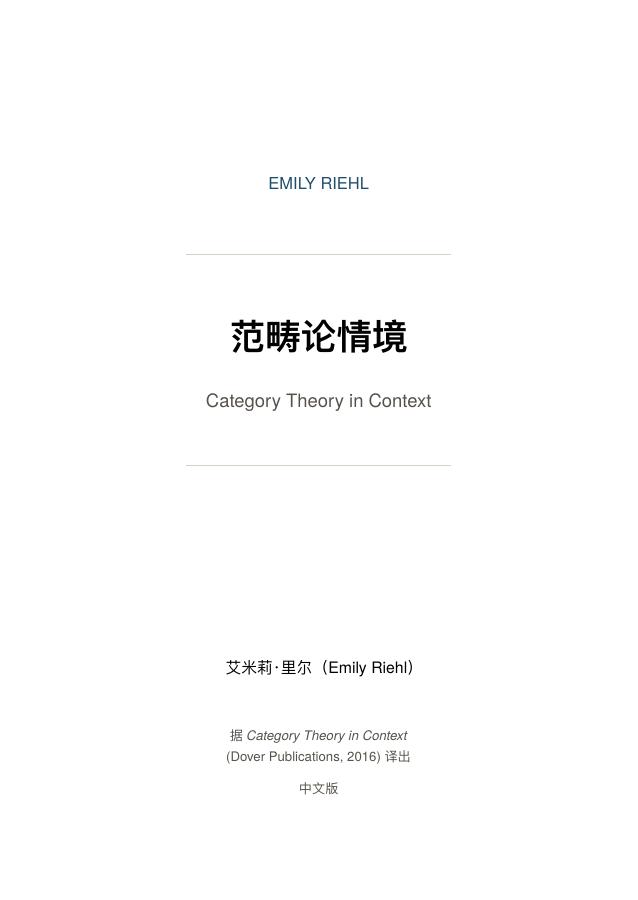 EMILY RIEHL
范畴论情境
Category Theory in Context
艾米莉·里尔（Emily Riehl）
据 Category Theory in Context
(Dover Publications, 2016) 译出
中文版